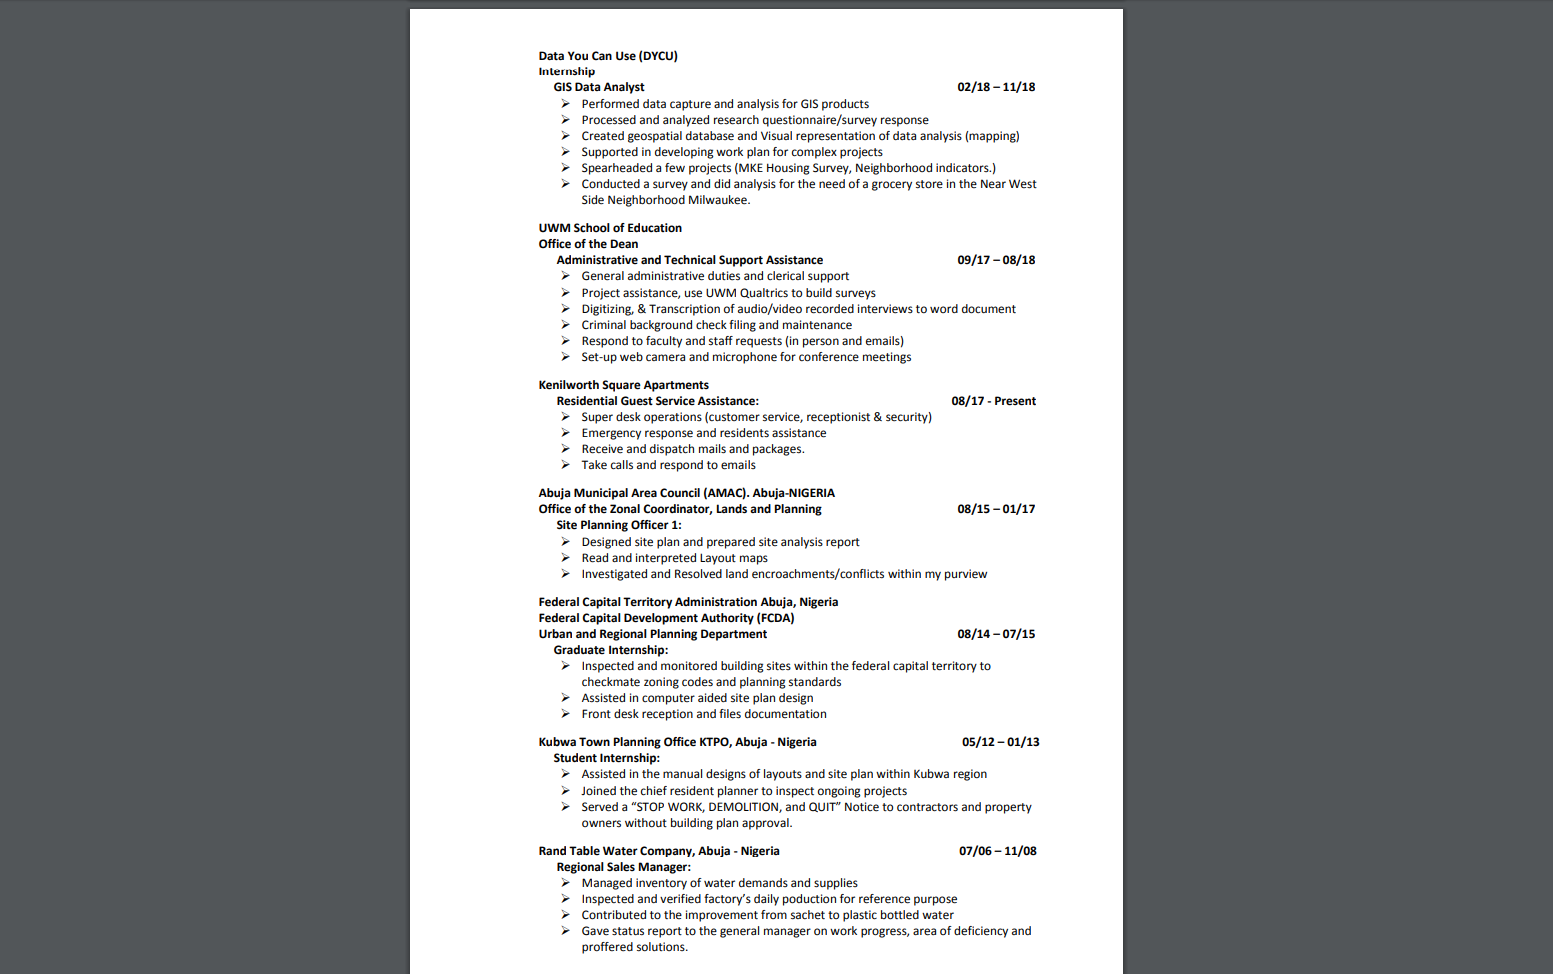 Data You Can Use (DYCU)
Internship
GIS Data Analyst 02/18 – 11/18
➢ Performed data capture and analysis for GIS products
➢ Processed and analyzed research questionnaire/survey response
➢ Created geospatial database and Visual representation of data analysis (mapping)
➢ Supported in developing work plan for complex projects
➢ Spearheaded a few projects (MKE Housing Survey, Neighborhood indicators.)
➢ Conducted a survey and did analysis for the need of a grocery store in the Near West
Side Neighborhood Milwaukee.
UWM School of Education
Office of the Dean
Administrative and Technical Support Assistance 09/17 – 08/18
➢ General administrative duties and clerical support
➢ Project assistance, use UWM Qualtrics to build surveys
➢ Digitizing, & Transcription of audio/video recorded interviews to word document
➢ Criminal background check filing and maintenance
➢ Respond to faculty and staff requests (in person and emails)
➢ Set-up web camera and microphone for conference meetings
Kenilworth Square Apartments
Residential Guest Service Assistance: 08/17 - Present
➢ Super desk operations (customer service, receptionist & security)
➢ Emergency response and residents assistance
➢ Receive and dispatch mails and packages.
➢ Take calls and respond to emails
Abuja Municipal Area Council (AMAC). Abuja-NIGERIA
Office of the Zonal Coordinator, Lands and Planning 08/15 – 01/17
Site Planning Officer 1:
➢ Designed site plan and prepared site analysis report
➢ Read and interpreted Layout maps
➢ Investigated and Resolved land encroachments/conflicts within my purview
Federal Capital Territory Administration Abuja, Nigeria
Federal Capital Development Authority (FCDA)
Urban and Regional Planning Department 08/14 – 07/15
Graduate Internship:
➢ Inspected and monitored building sites within the federal capital territory to
checkmate zoning codes and planning standards
➢ Assisted in computer aided site plan design
➢ Front desk reception and files documentation
Kubwa Town Planning Office KTPO, Abuja - Nigeria 05/12 – 01/13
Student Internship:
➢ Assisted in the manual designs of layouts and site plan within Kubwa region
➢ Joined the chief resident planner to inspect ongoing projects
➢ Served a “STOP WORK, DEMOLITION, and QUIT” Notice to contractors and property
owners without building plan approval.
Rand Table Water Company, Abuja - Nigeria 07/06 – 11/08
Regional Sales Manager:
➢ Managed inventory of water demands and supplies
➢ Inspected and verified factory’s daily poduction for reference purpose
➢ Contributed to the improvement from sachet to plastic bottled water
➢ Gave status report to the general manager on work progress, area of deficiency and
proffered solutions.